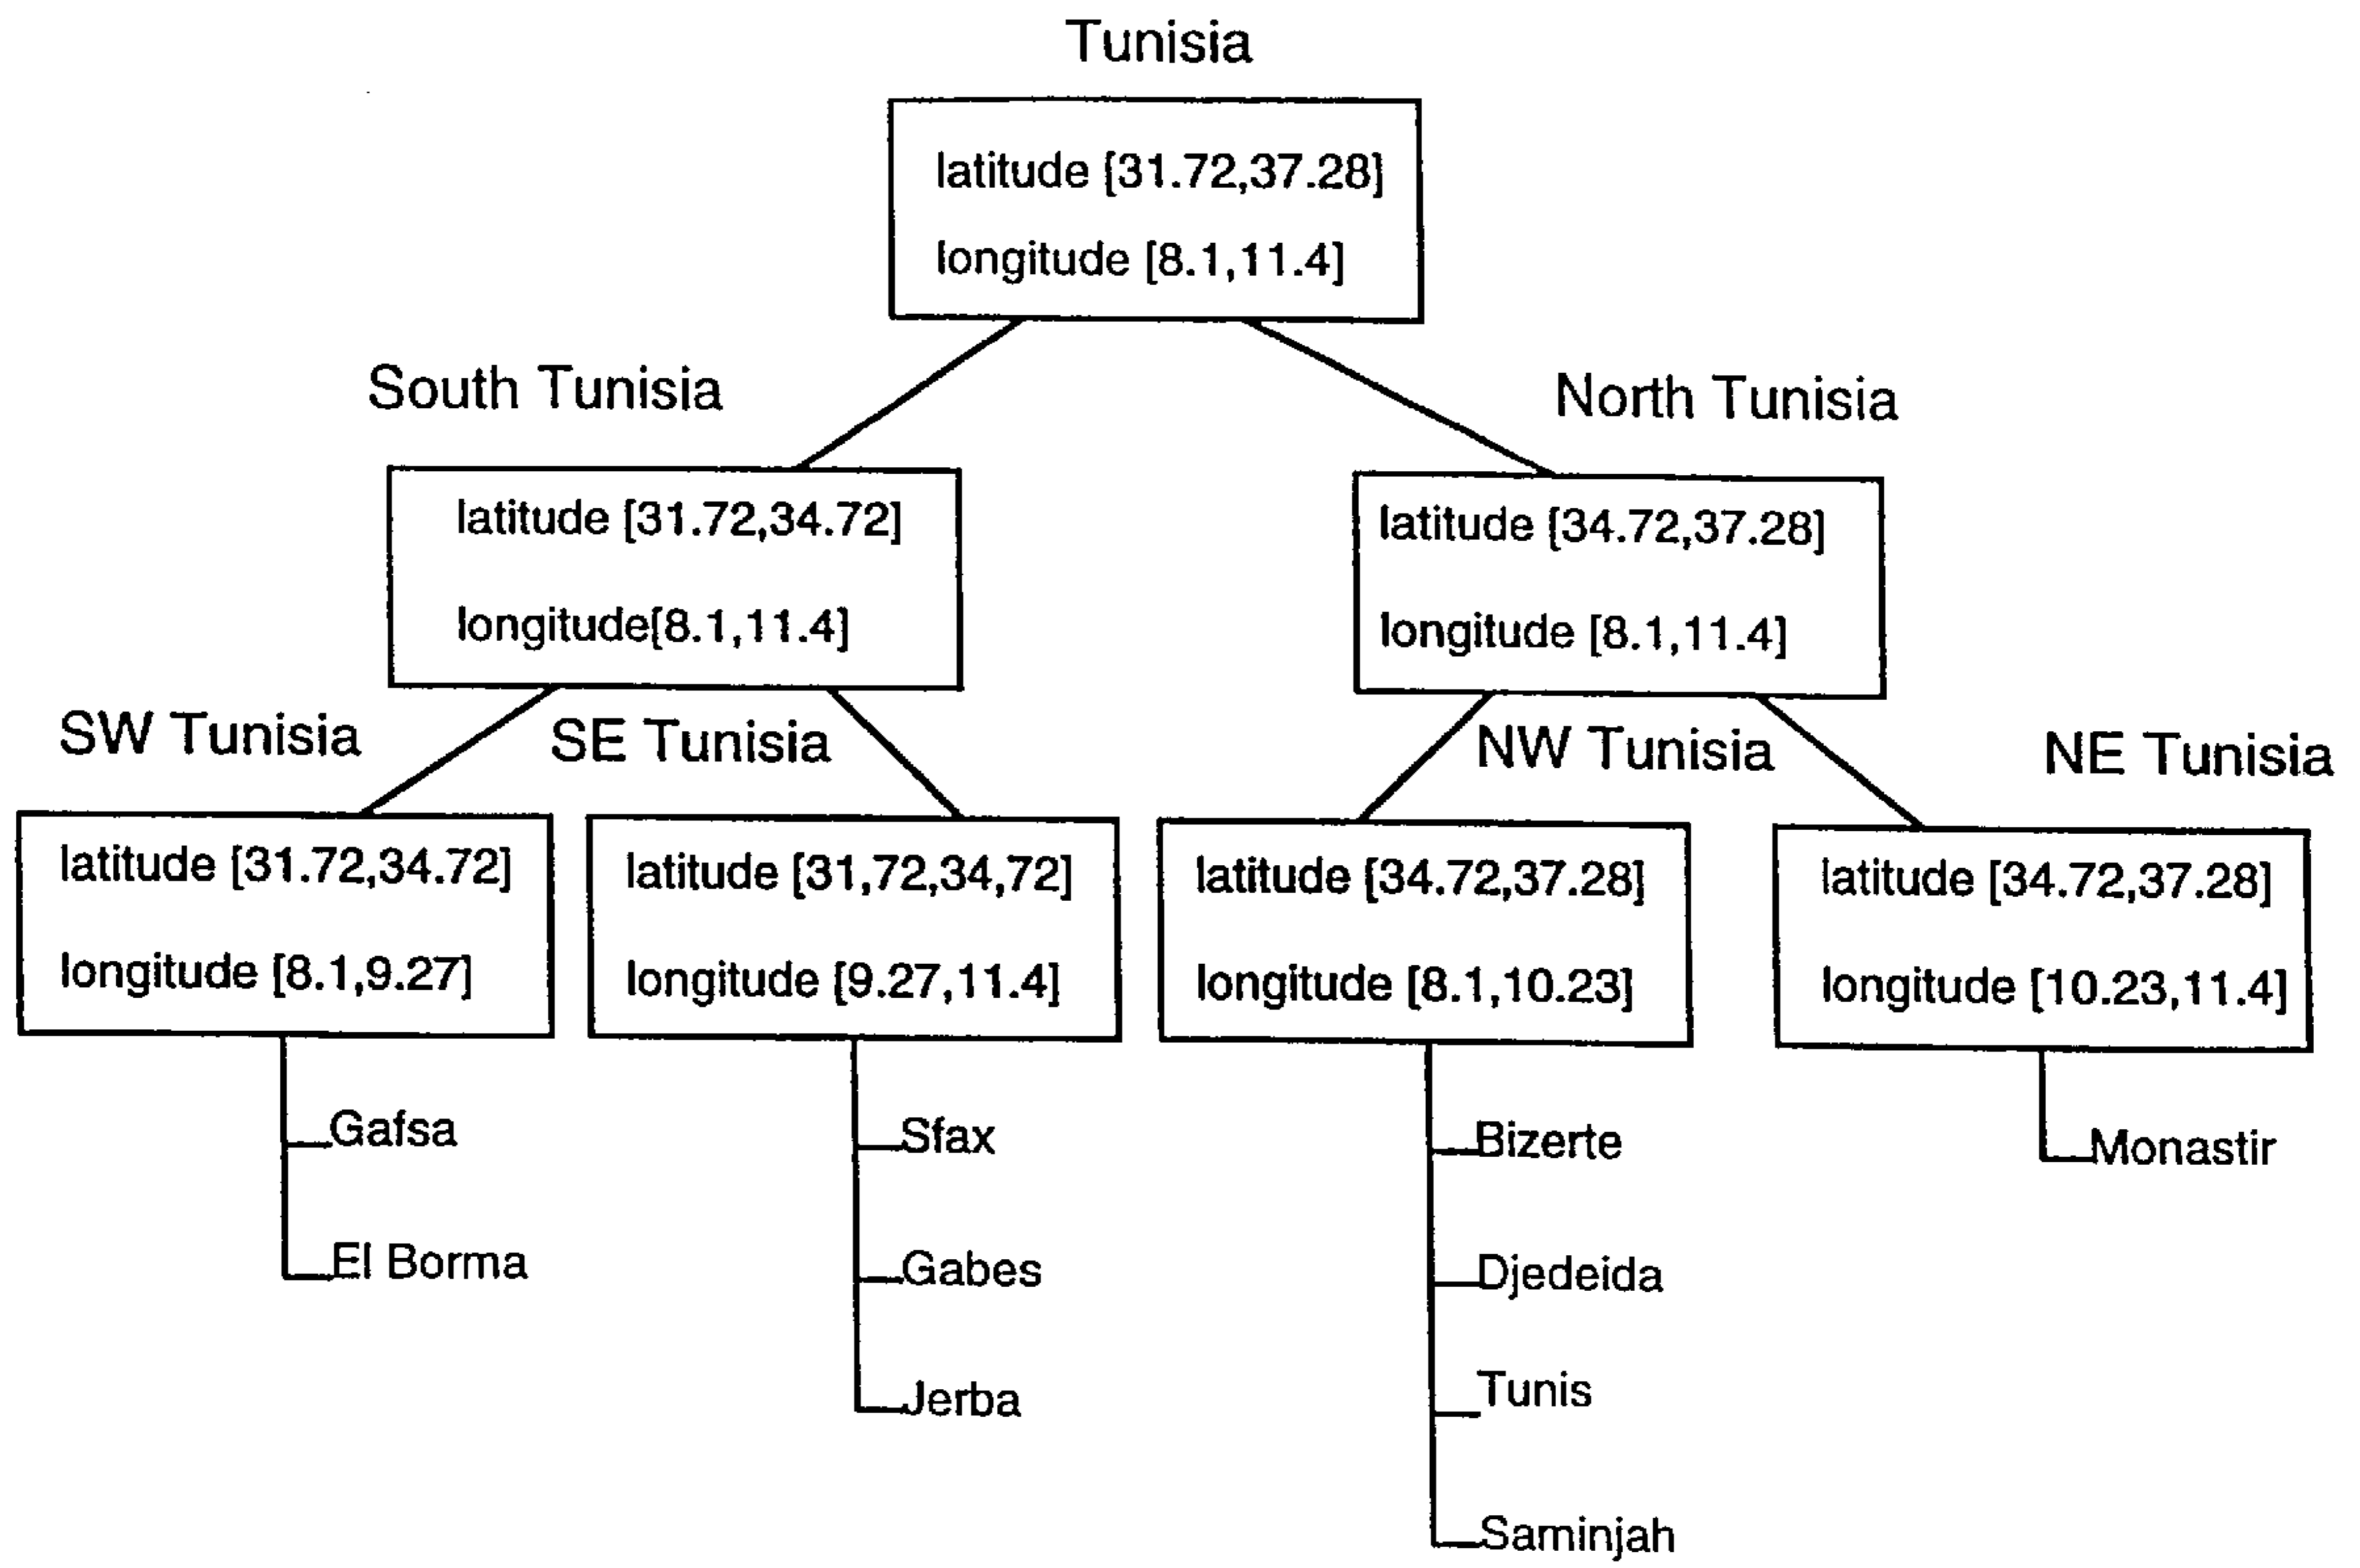 Tunisia
latitude [31.72,37.28]
longitude [8.1,11.4]
South Tunisia
North Tunisia
latitude [31.72,34.72]
longitude[8.1,11.4]
latitude [34.72,37.28]
longitude [8.1,11.4]
SW Tunisia
SE Tunisia
NW Tunisia
NE Tunisia
latitude [31.72,34.72]
longitude [8.1,9.27]
latitude [31,72,34,72]
longitude [9.27,11.4]
latitude [34.72,37.28]
longitude [8.1,10.23]
latitude [34.72,37.28]
longitude [10.23,11.4]
Gafsa
El Borma
Sfax
Gabes
Jerba
Bizerte
Djedeida
Tunis
Saminjah
Monastir